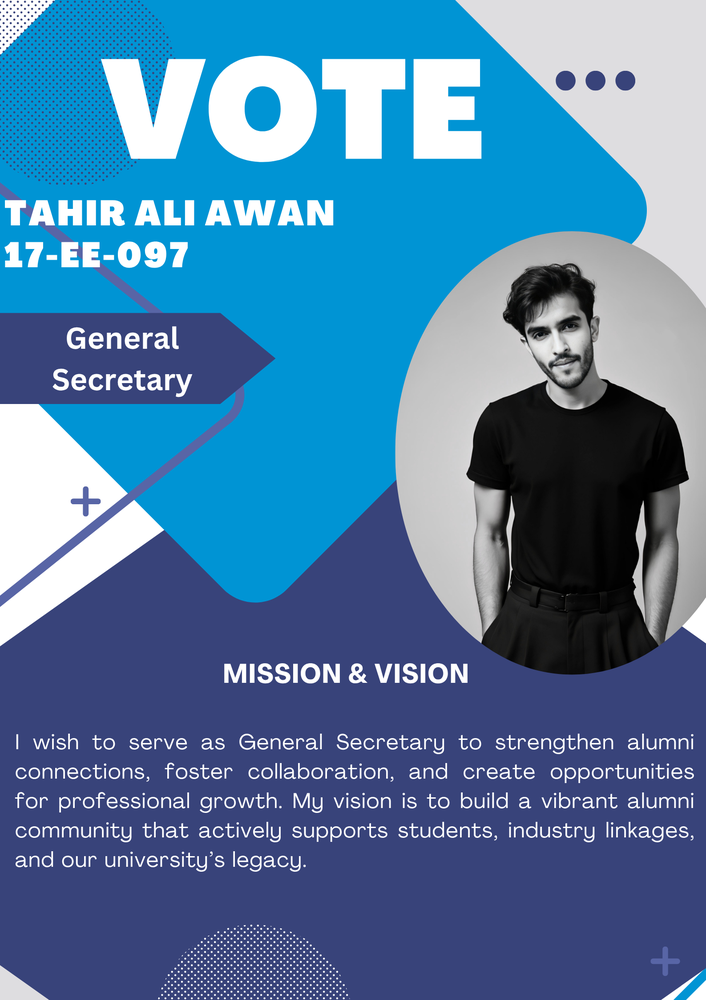 VOTE
TAHIR ALI AWAN
17-EE-097
General
Secretary
MISSION & VISION
I wish to serve as General Secretary to strengthen alumni
connections, foster collaboration, and create opportunities
for professional growth. My vision is to build a vibrant alumni
community that actively supports students, industry linkages,
and our university’s legacy.